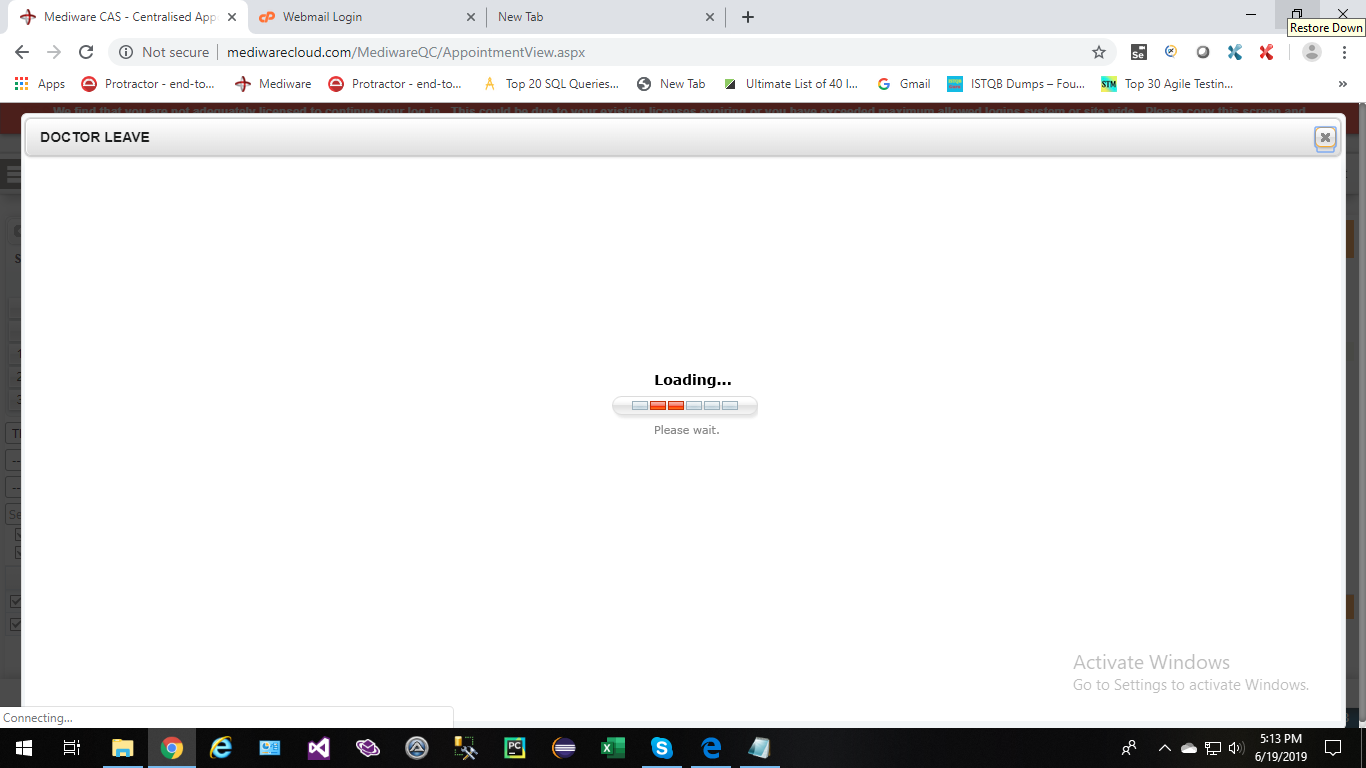 Mediware CAS - Centralised App
Webmail Login
New Tab
Restore Down
Not secure
mediwarecloud.com/MediwareQC/AppointmentView.aspx
Se
Apps
Protractor - end-to...
Mediware
Protractor - end-to...
Top 20 SQL Queries...
New Tab
Ultimate List of 40 I...
Gmail
ISTQB Dumps – Fou...
STM
Top 30 Agile Testin...
We find that you are not adequately licensed to continue your log in. This could be due to your existing licenses expiring or you have exceeded maximum allowed logins system or site wide. Please copy this screen and
DOCTOR LEAVE
Loading...
Please wait.
Activate Windows
Go to Settings to activate Windows.
Connecting...
PC
5:13 PM
6/19/2019